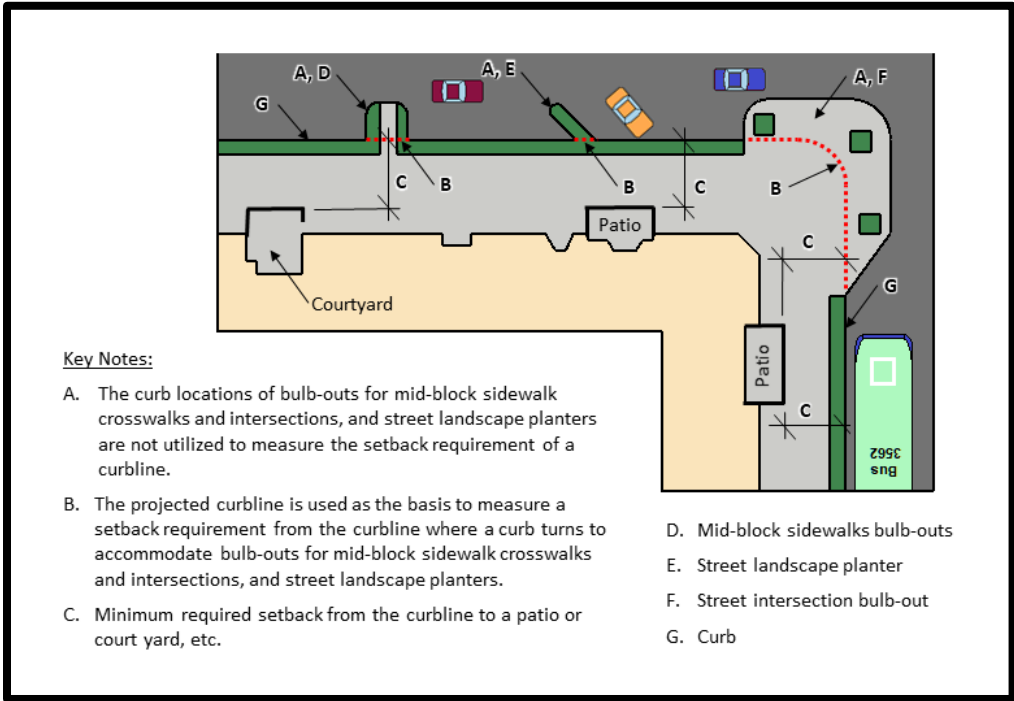 A, D
A, E
A, F
G
C
B
B
C
B
Patio
C
G
Courtyard
Patio
C
Bus
3562
Key Notes:
A. The curb locations of bulb-outs for mid-block sidewalk
crosswalks and intersections, and street landscape planters
are not utilized to measure the setback requirement of a
curbline.
B. The projected curbline is used as the basis to measure a
setback requirement from the curbline where a curb turns to
accommodate bulb-outs for mid-block sidewalk crosswalks
and intersections, and street landscape planters.
C. Minimum required setback from the curbline to a patio or
court yard, etc.
D. Mid-block sidewalks bulb-outs
E. Street landscape planter
F. Street intersection bulb-out
G. Curb